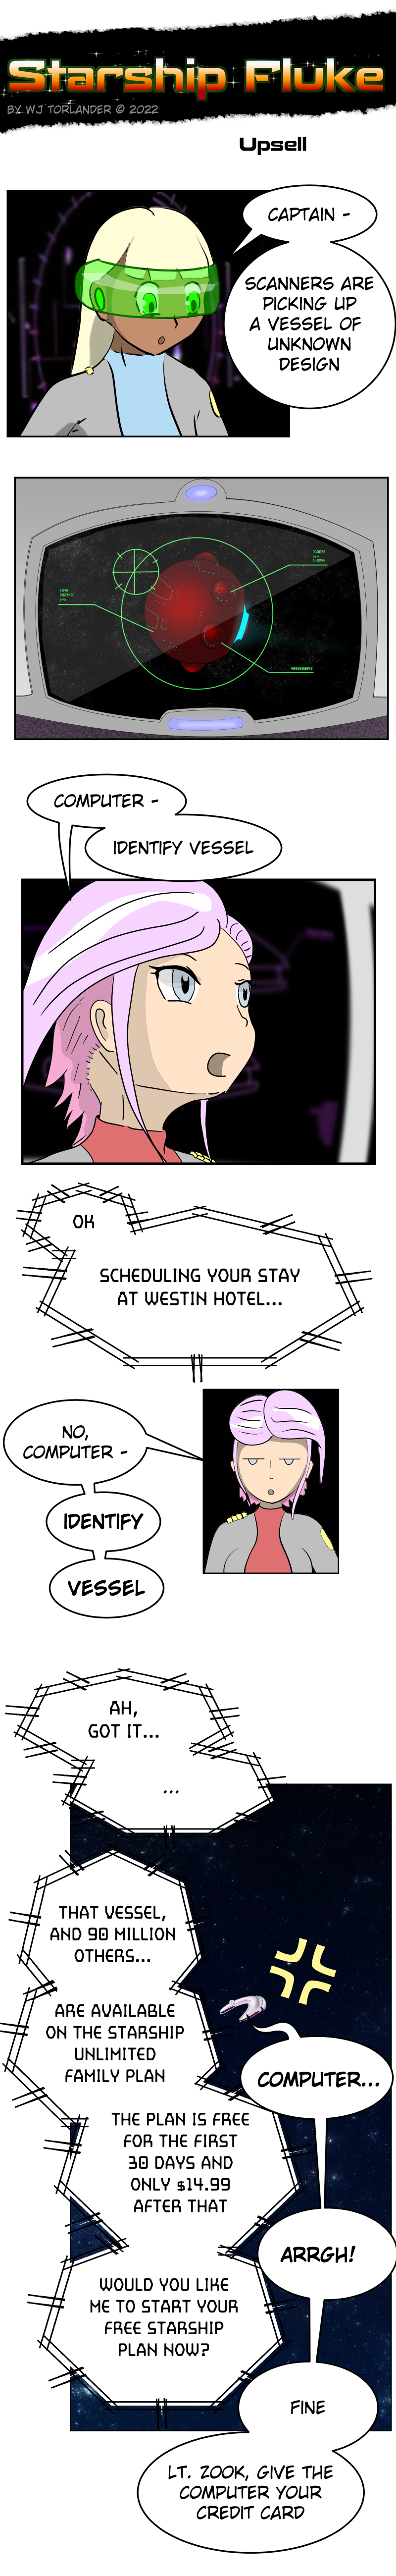 Starship Fluke
BY WJ TORLANDER © 2022
Upsell
CAPTAIN -
SCANNERS ARE
PICKING UP
A VESSEL OF
UNKNOWN
DESIGN
COMPUTER -
IDENTIFY VESSEL
OK
SCHEDULING YOUR STAY
AT WESTIN HOTEL...
NO,
COMPUTER -
IDENTIFY
VESSEL
AH,
GOT IT...
...
THAT VESSEL,
AND 90 MILLION
OTHERS...
ARE AVAILABLE
ON THE STARSHIP
UNLIMITED
FAMILY PLAN
COMPUTER...
THE PLAN IS FREE
FOR THE FIRST
30 DAYS AND
ONLY $14.99
AFTER THAT
ARRGH!
WOULD YOU LIKE
ME TO START YOUR
FREE STARSHIP
PLAN NOW?
FINE
LT. ZOOK, GIVE THE
COMPUTER YOUR
CREDIT CARD